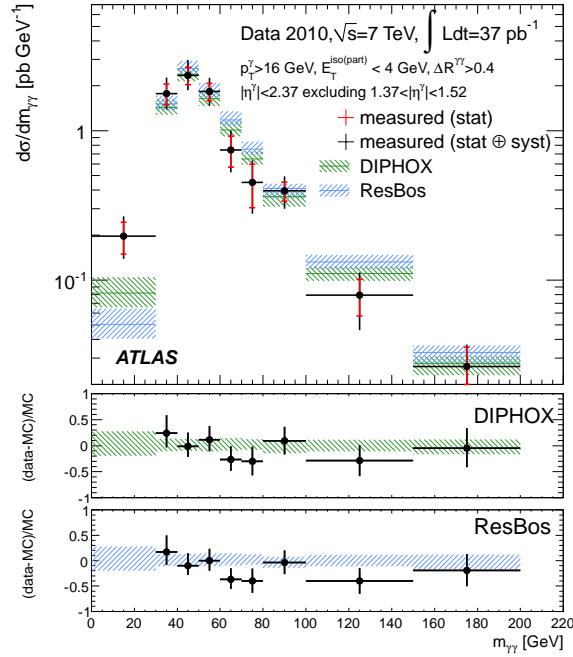 Data 2010, √s=7 TeV, ∫ Ldt=37 pb⁻¹
p_T^γ>16 GeV, E_T^iso(part) < 4 GeV, ΔR^γγ>0.4
|η^γ|<2.37 excluding 1.37<|η^γ|<1.52
measured (stat)
measured (stat ⊕ syst)
DIPHOX
ResBos
dσ/dm_γγ [pb GeV⁻¹]
1
10⁻¹
ATLAS
DIPHOX
(data-MC)/MC
1
0.5
0
-0.5
-1
ResBos
(data-MC)/MC
1
0.5
0
-0.5
-1
0 20 40 60 80 100 120 140 160 180 200 220
m_γγ [GeV]